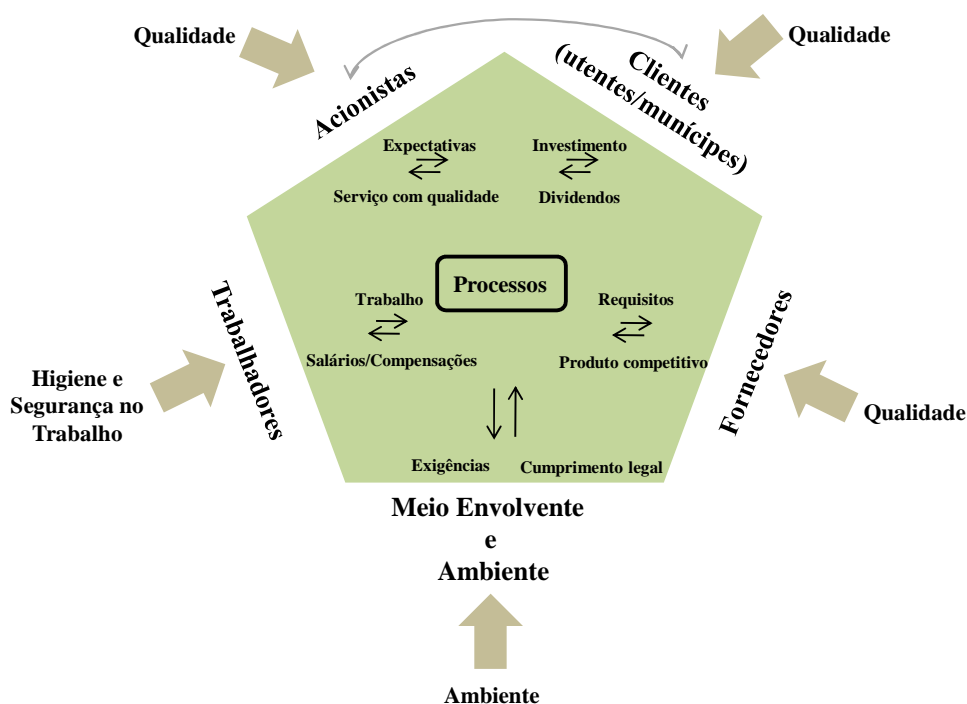 Qualidade
Qualidade
Acionistas
Clientes
(utentes/munícipes)
Expectativas
Investimento
Serviço com qualidade
Dividendos
Processos
Trabalho
Requisitos
Salários/Compensações
Produto competitivo
Trabalhadores
Fornecedores
Higiene e
Segurança no
Trabalho
Qualidade
Exigências
Cumprimento legal
Meio Envolvente
e
Ambiente
Ambiente